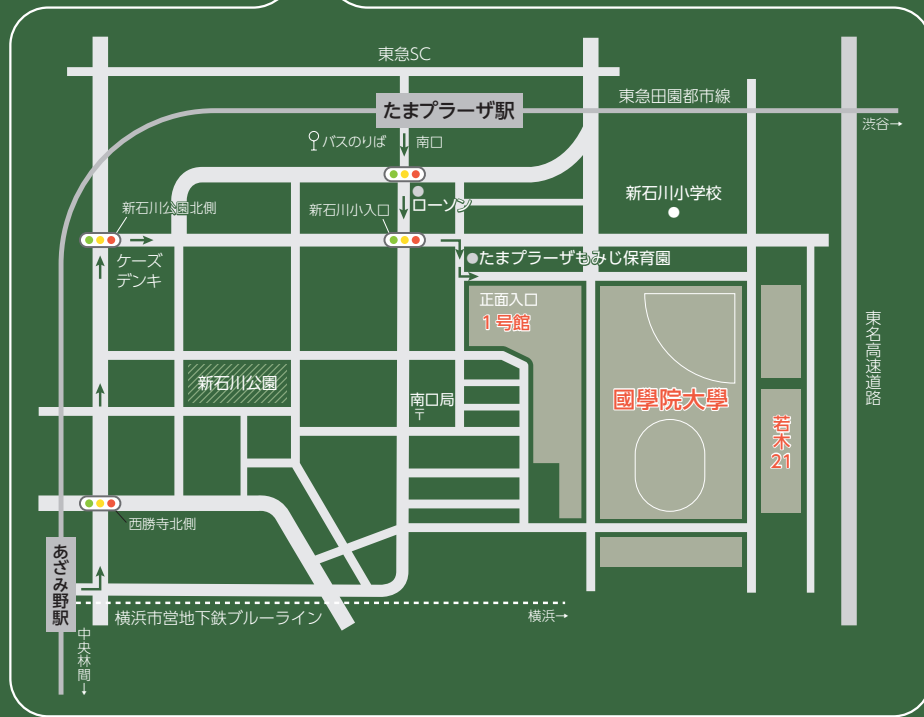 東急SC
東急田園都市線
たまプラーザ駅
渋谷→
バスのりば
南口
新石川小学校
ローソン
新石川公園北側
新石川小入口
ケーズ
デンキ
たまプラーザもみじ保育園
正面入口
1号館
東名高速道路
新石川公園
南口局
〒
國學院大學
若木21
西勝寺北側
あざみ野駅
横浜市営地下鉄ブルーライン
横浜→
中央林間→